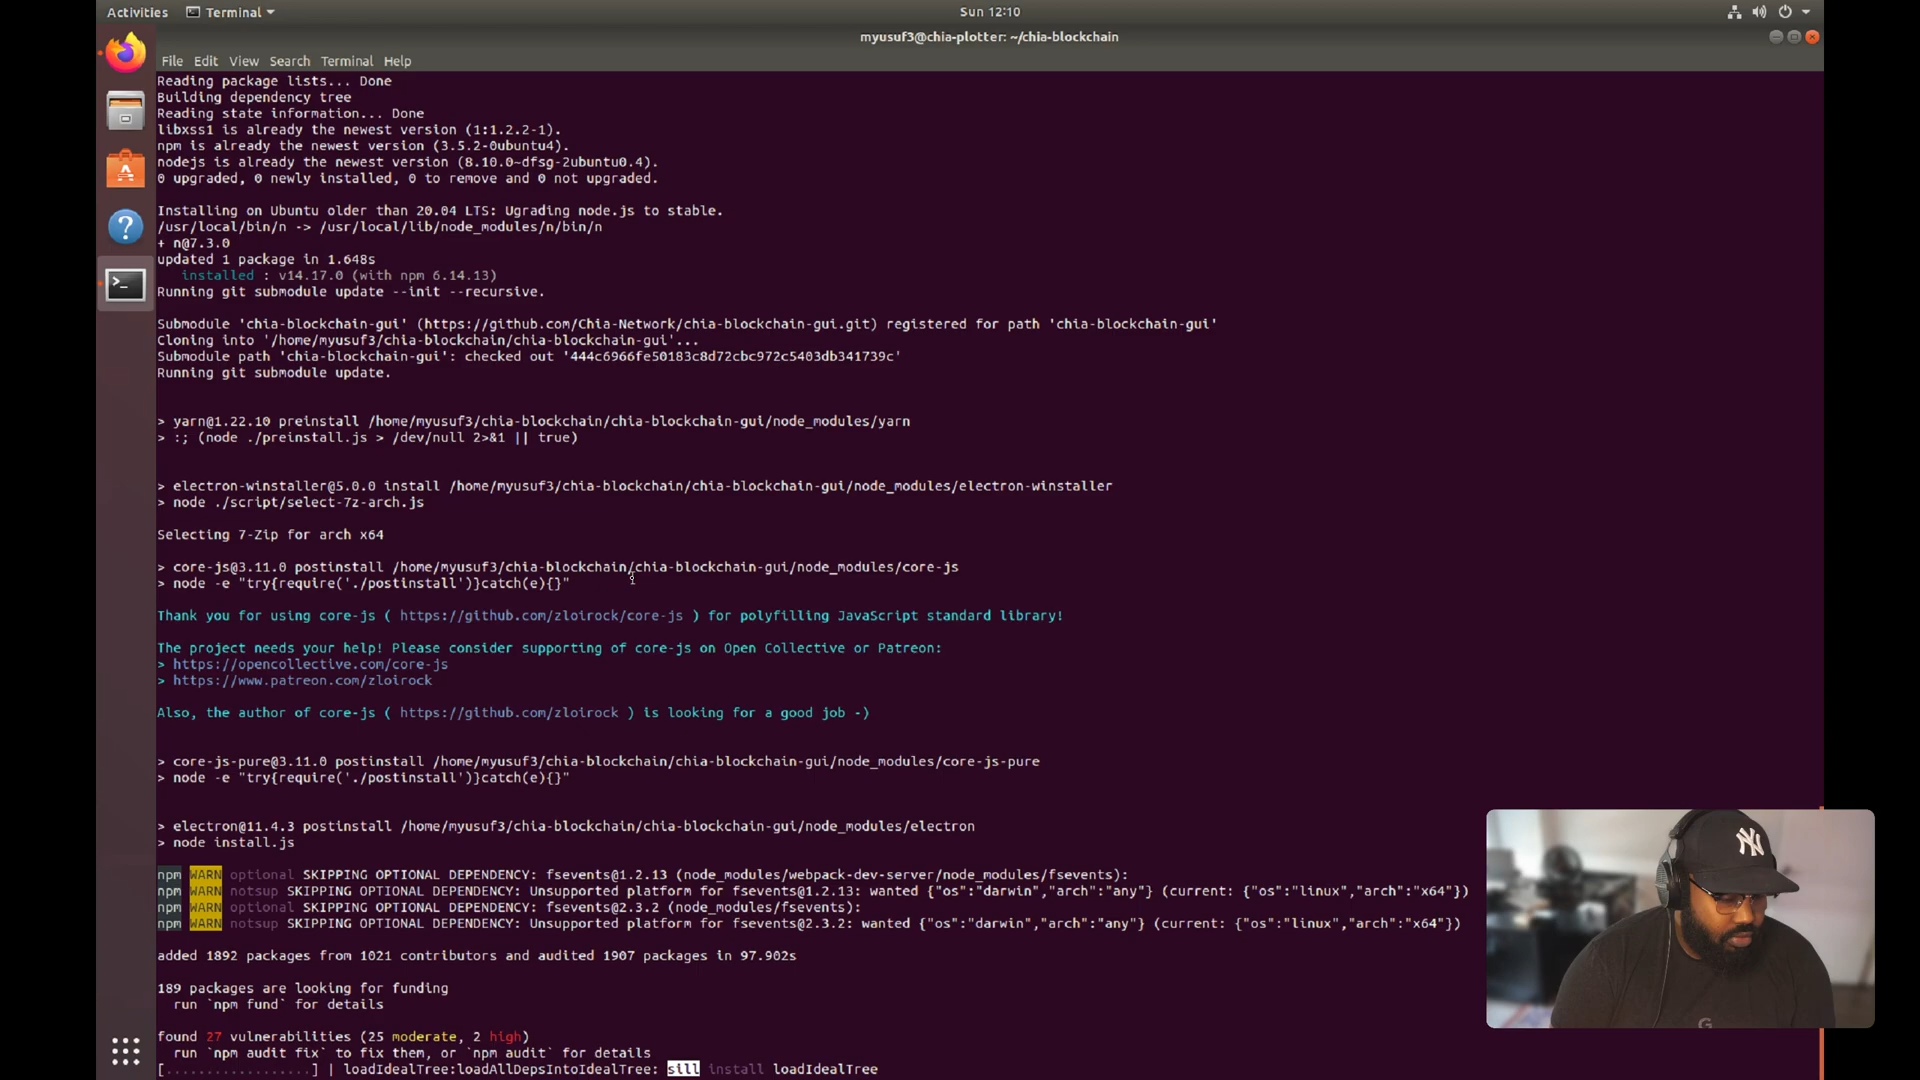 Activities Terminal Sun 12:10
myusuf3@chia-plotter: ~/chia-blockchain
File Edit View Search Terminal Help
Reading package lists... Done
Building dependency tree
Reading state information... Done
libxss1 is already the newest version (1:1.2.2-1).
npm is already the newest version (3.5.2-0ubuntu4).
nodejs is already the newest version (8.10.0~dfsg-2ubuntu0.4).
0 upgraded, 0 newly installed, 0 to remove and 0 not upgraded.
Installing on Ubuntu older than 20.04 LTS: Ugrading node.js to stable.
/usr/local/bin/n -> /usr/local/lib/node_modules/n/bin/n
+ n@7.3.0
updated 1 package in 1.648s
installed : v14.17.0 (with npm 6.14.13)
Running git submodule update --init --recursive.
Submodule 'chia-blockchain-gui' (https://github.com/Chia-Network/chia-blockchain-gui.git) registered for path 'chia-blockchain-gui'
Cloning into '/home/myusuf3/chia-blockchain/chia-blockchain-gui'...
Submodule path 'chia-blockchain-gui': checked out '444c6966fe50183c8d72cbc972c5403db341739c'
Running git submodule update.
> yarn@1.22.10 preinstall /home/myusuf3/chia-blockchain/chia-blockchain-gui/node_modules/yarn
> :; (node ./preinstall.js > /dev/null 2>&1 || true)
> electron-winstaller@5.0.0 install /home/myusuf3/chia-blockchain/chia-blockchain-gui/node_modules/electron-winstaller
> node ./script/select-7z-arch.js
Selecting 7-Zip for arch x64
> core-js@3.11.0 postinstall /home/myusuf3/chia-blockchain/chia-blockchain-gui/node_modules/core-js
> node -e "try{require('./postinstall')}catch(e){}"
Thank you for using core-js ( https://github.com/zloirock/core-js ) for polyfilling JavaScript standard library!
The project needs your help! Please consider supporting of core-js on Open Collective or Patreon:
> https://opencollective.com/core-js
> https://www.patreon.com/zloirock
Also, the author of core-js ( https://github.com/zloirock ) is looking for a good job -)
> core-js-pure@3.11.0 postinstall /home/myusuf3/chia-blockchain/chia-blockchain-gui/node_modules/core-js-pure
> node -e "try{require('./postinstall')}catch(e){}"
> electron@11.4.3 postinstall /home/myusuf3/chia-blockchain/chia-blockchain-gui/node_modules/electron
> node install.js
npm WARN optional SKIPPING OPTIONAL DEPENDENCY: fsevents@1.2.13 (node_modules/webpack-dev-server/node_modules/fsevents):
npm WARN notsup SKIPPING OPTIONAL DEPENDENCY: Unsupported platform for fsevents@1.2.13: wanted {"os":"darwin","arch":"any"} (current: {"os":"linux","arch":"x64"})
npm WARN optional SKIPPING OPTIONAL DEPENDENCY: fsevents@2.3.2 (node_modules/fsevents):
npm WARN notsup SKIPPING OPTIONAL DEPENDENCY: Unsupported platform for fsevents@2.3.2: wanted {"os":"darwin","arch":"any"} (current: {"os":"linux","arch":"x64"})
added 1892 packages from 1021 contributors and audited 1907 packages in 97.902s
189 packages are looking for funding
run `npm fund` for details
found 27 vulnerabilities (25 moderate, 2 high)
run `npm audit fix` to fix them, or `npm audit` for details
[..................] | loadIdealTree:loadAllDepsIntoIdealTree: sill install loadIdealTree
NY
G